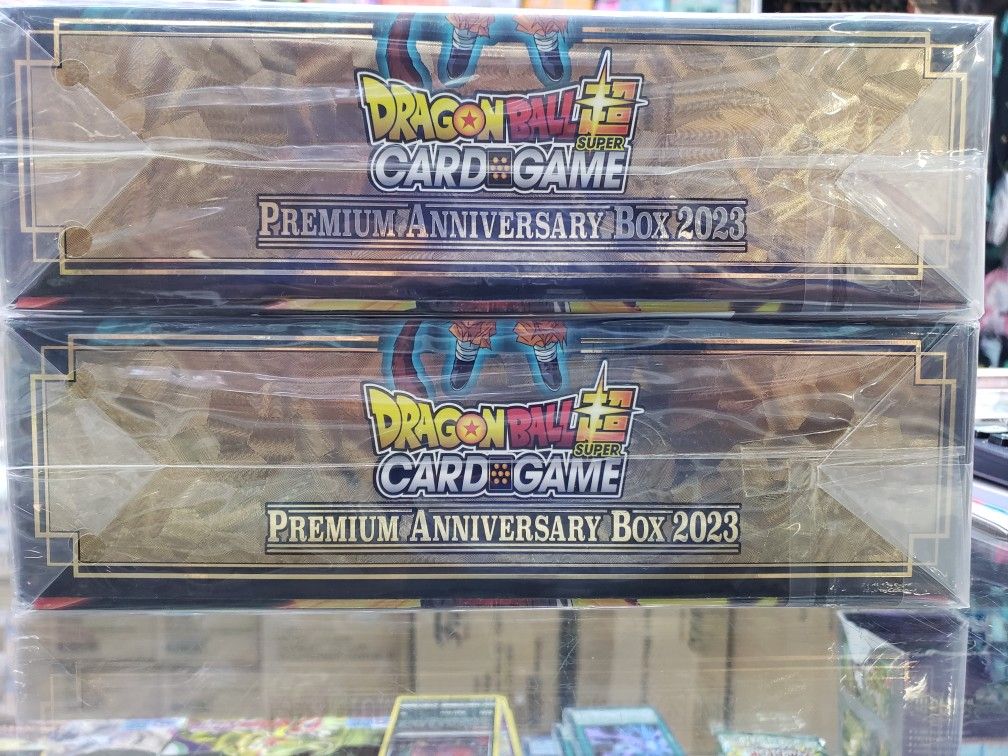 DRAGON BALL 超
SUPER
CARD GAME
PREMIUM ANNIVERSARY BOX 2023
DRAGON BALL 超
SUPER
CARD GAME
PREMIUM ANNIVERSARY BOX 2023